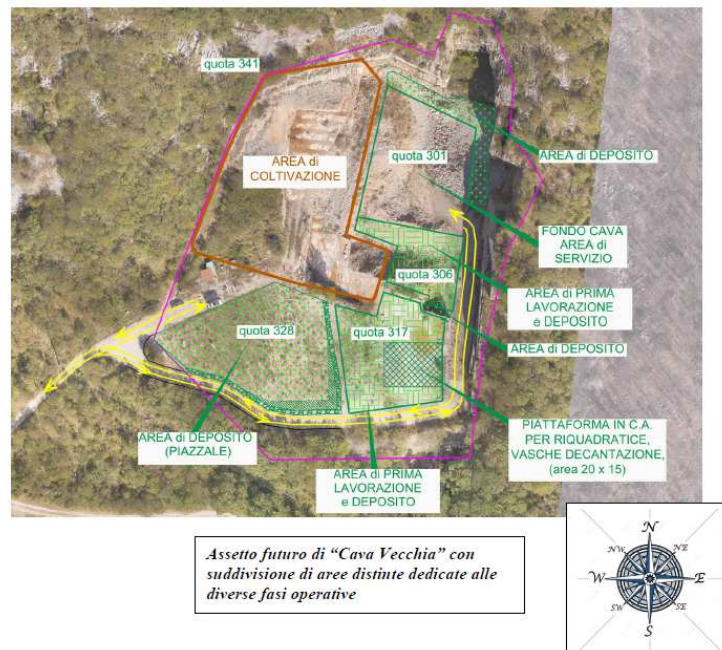 quota 341
AREA di
COLTIVAZIONE
quota 301
AREA di DEPOSITO
FONDO CAVA
AREA di
SERVIZIO
quota 306
AREA di PRIMA
LAVORAZIONE
e DEPOSITO
quota 328
quota 317
AREA di DEPOSITO
AREA di DEPOSITO
(PIAZZALE)
AREA di PRIMA
LAVORAZIONE
e DEPOSITO
PIATTAFORMA IN C.A.
PER RIQUADRATICE,
VASCHE DECANTAZIONE,
(area 20 x 15)
Assetto futuro di “Cava Vecchia” con
suddivisione di aree distinte dedicate alle
diverse fasi operative
N
NW
NE
W
E
SW
SE
S